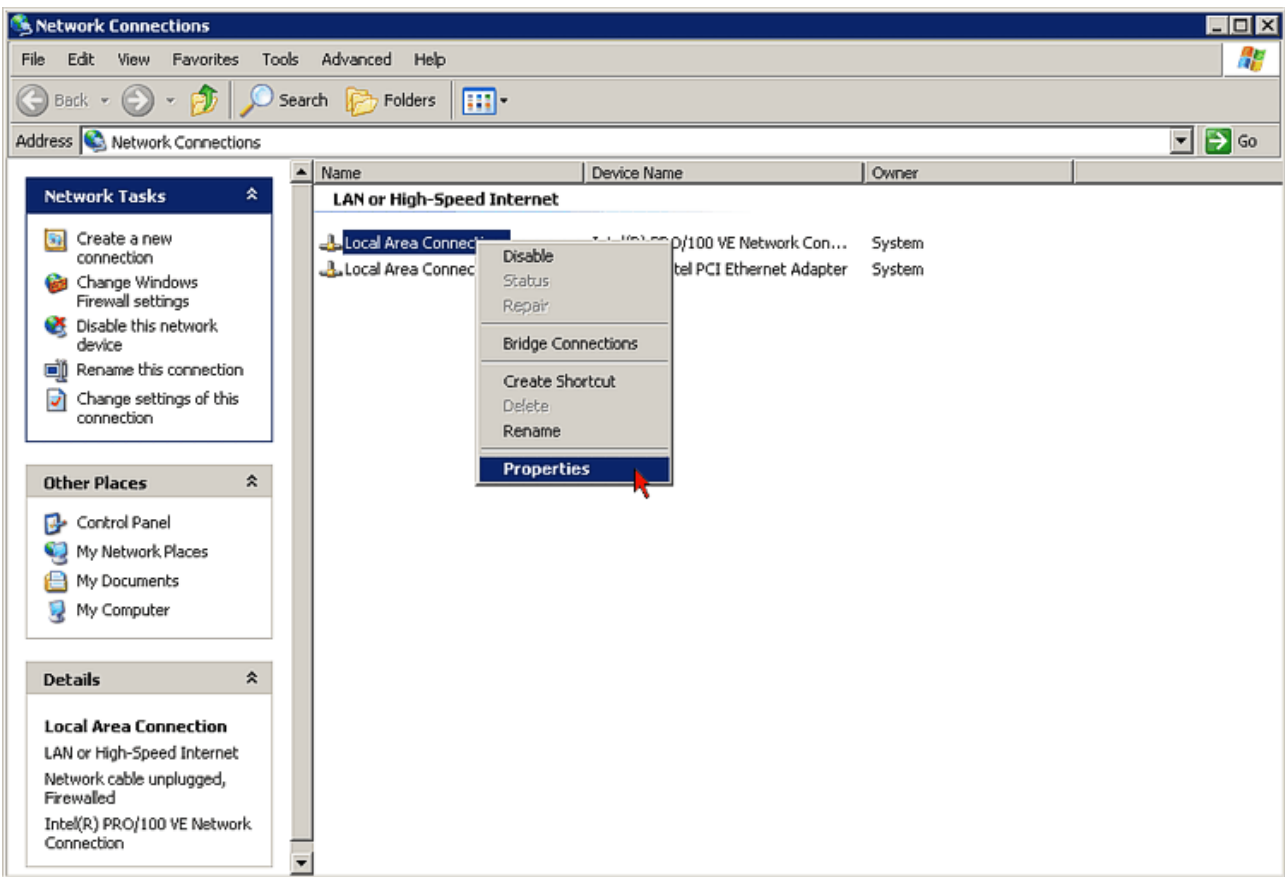 Network Connections
File Edit View Favorites Tools Advanced Help
Back Search Folders
Address Network Connections Go
Name Device Name Owner
LAN or High-Speed Internet
Local Area Connection O/100 VE Network Con... System
Local Area Connec tel PCI Ethernet Adapter System
Disable
Status
Repair
Bridge Connections
Create Shortcut
Delete
Rename
Properties
Network Tasks
Create a new
connection
Change Windows
Firewall settings
Disable this network
device
Rename this connection
Change settings of this
connection
Other Places
Control Panel
My Network Places
My Documents
My Computer
Details
Local Area Connection
LAN or High-Speed Internet
Network cable unplugged,
Firewalled
Intel(R) PRO/100 VE Network
Connection